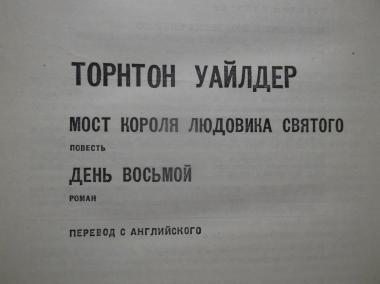 ТОРНТОН УАЙЛДЕР
МОСТ КОРОЛЯ ЛЮДОВИКА СВЯТОГО
ПОВЕСТЬ
ДЕНЬ ВОСЬМОЙ
РОМАН
ПЕРЕВОД С АНГЛИЙСКОГО